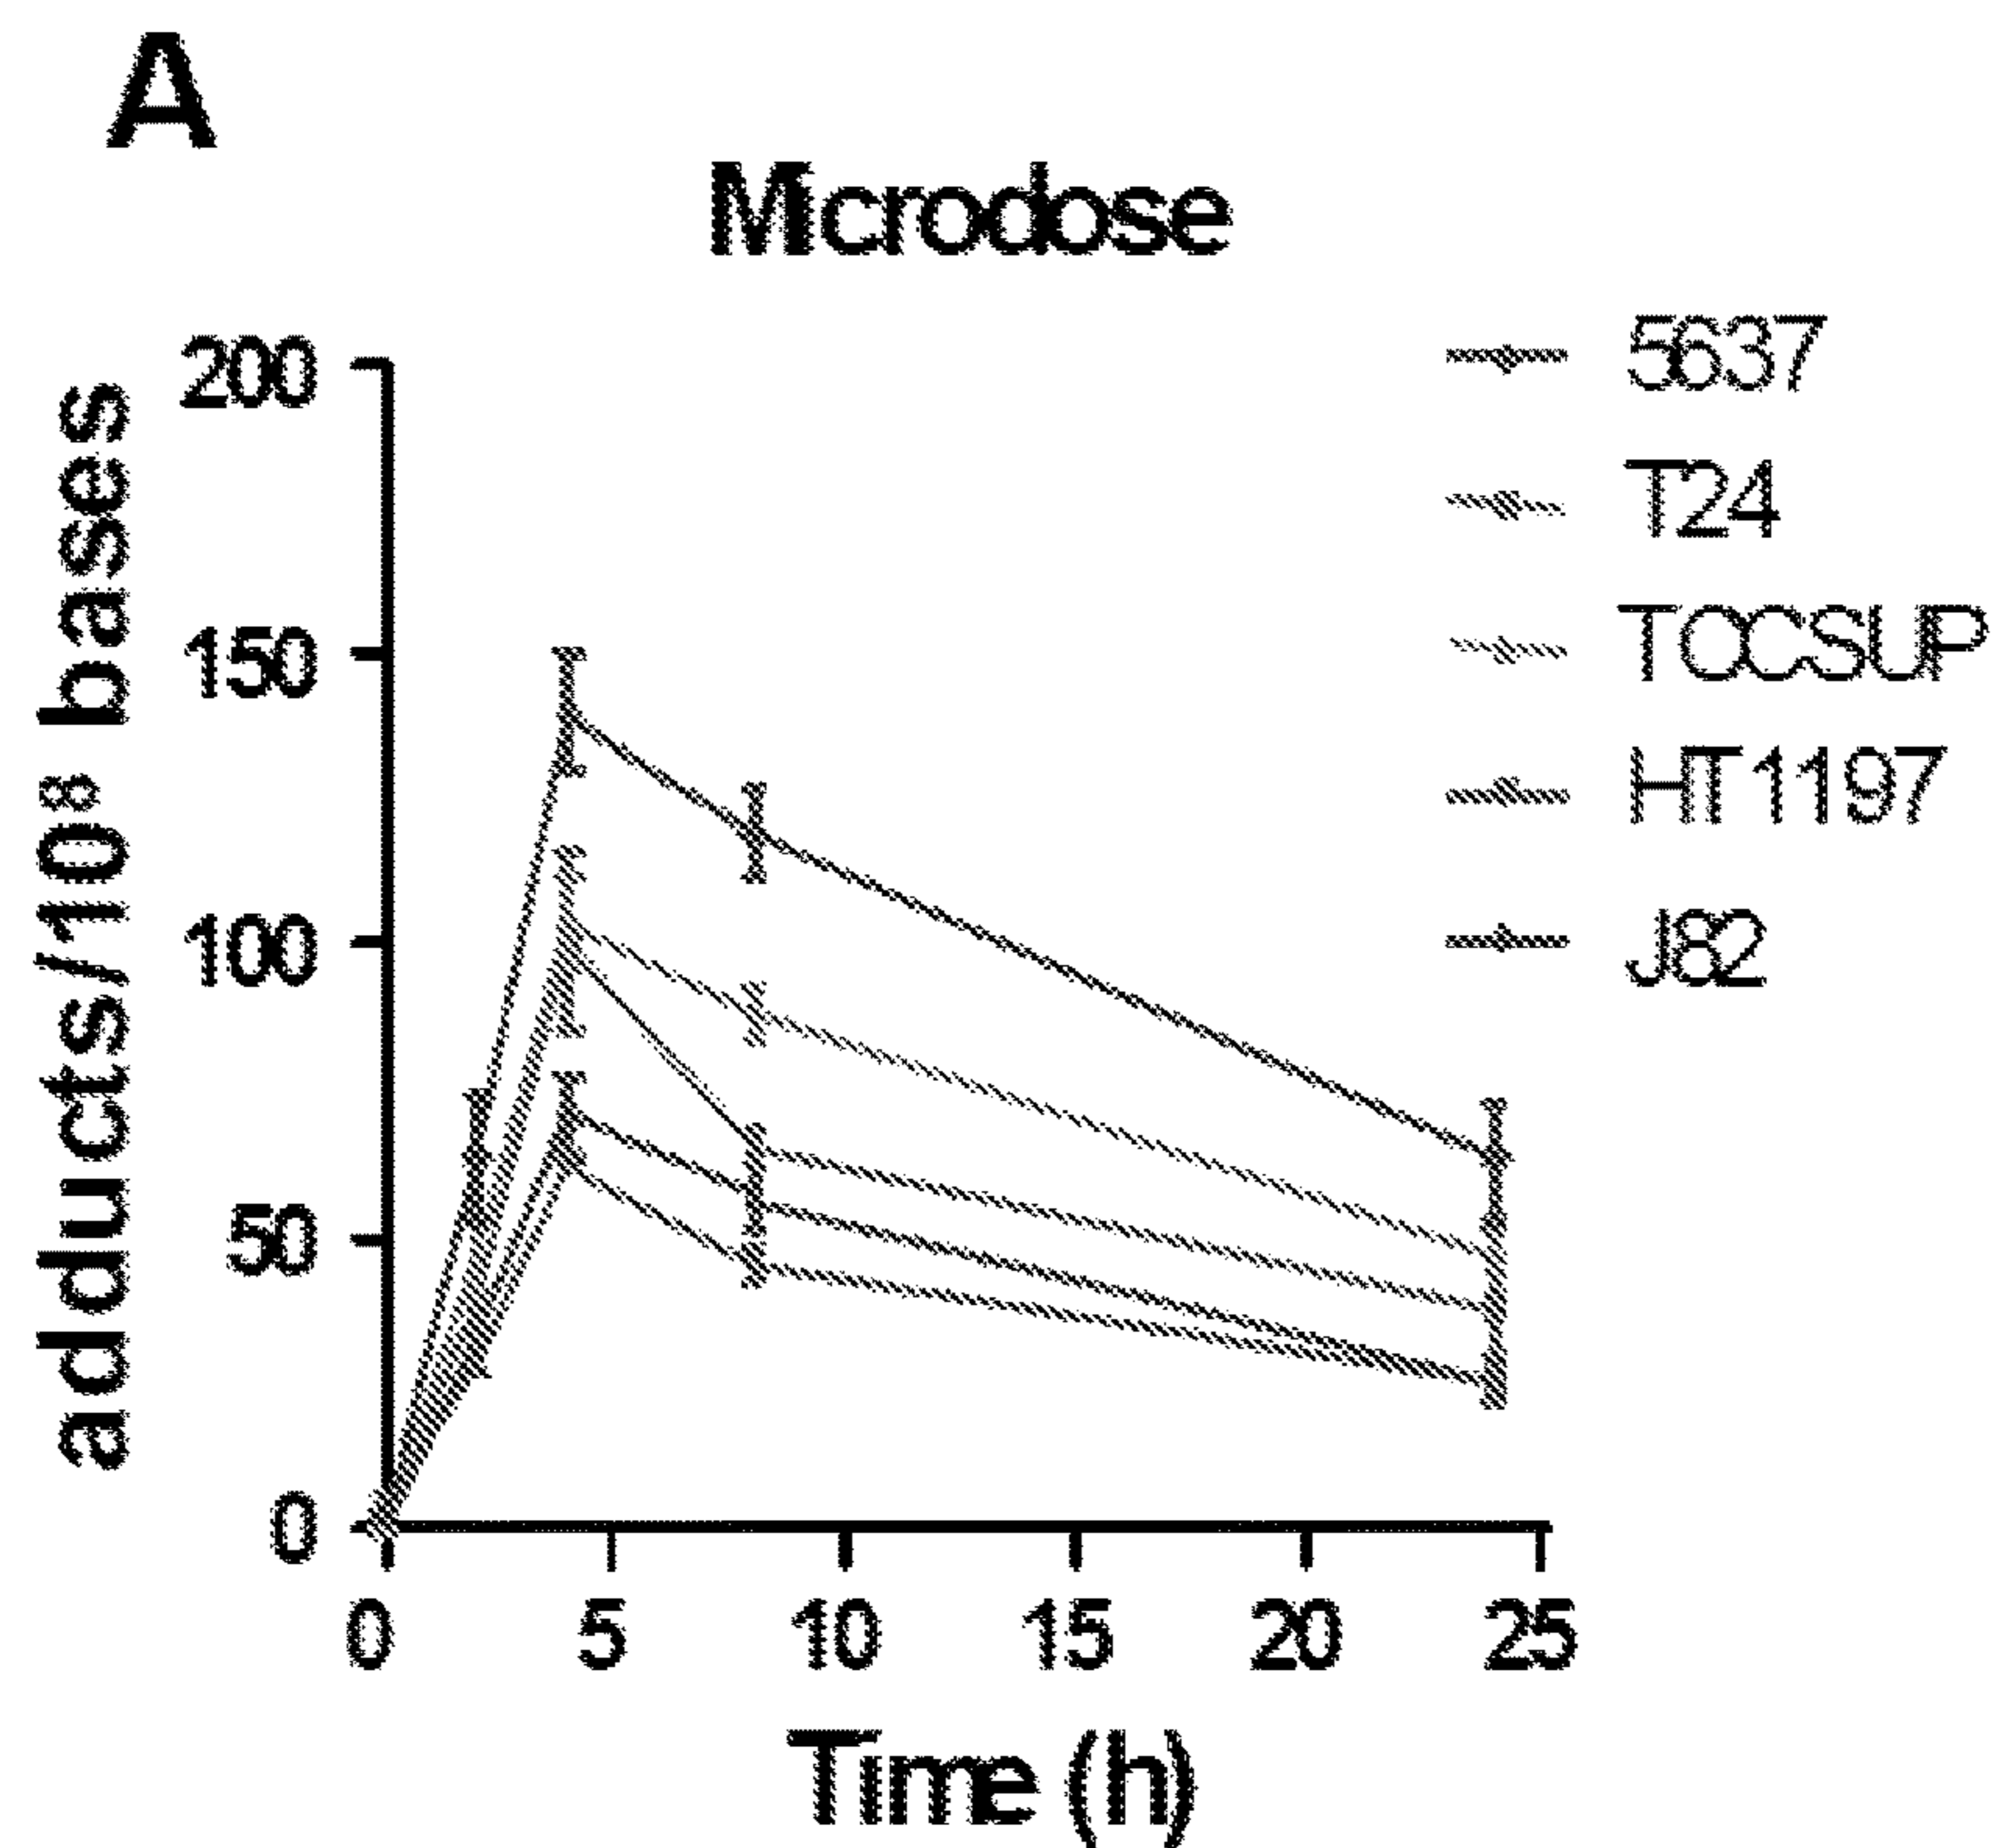 A
Microdose
adducts/10⁸ bases
200
150
100
50
0
0 5 10 15 20 25
Time (h)
5637
T24
TCCSUP
HT1197
J82